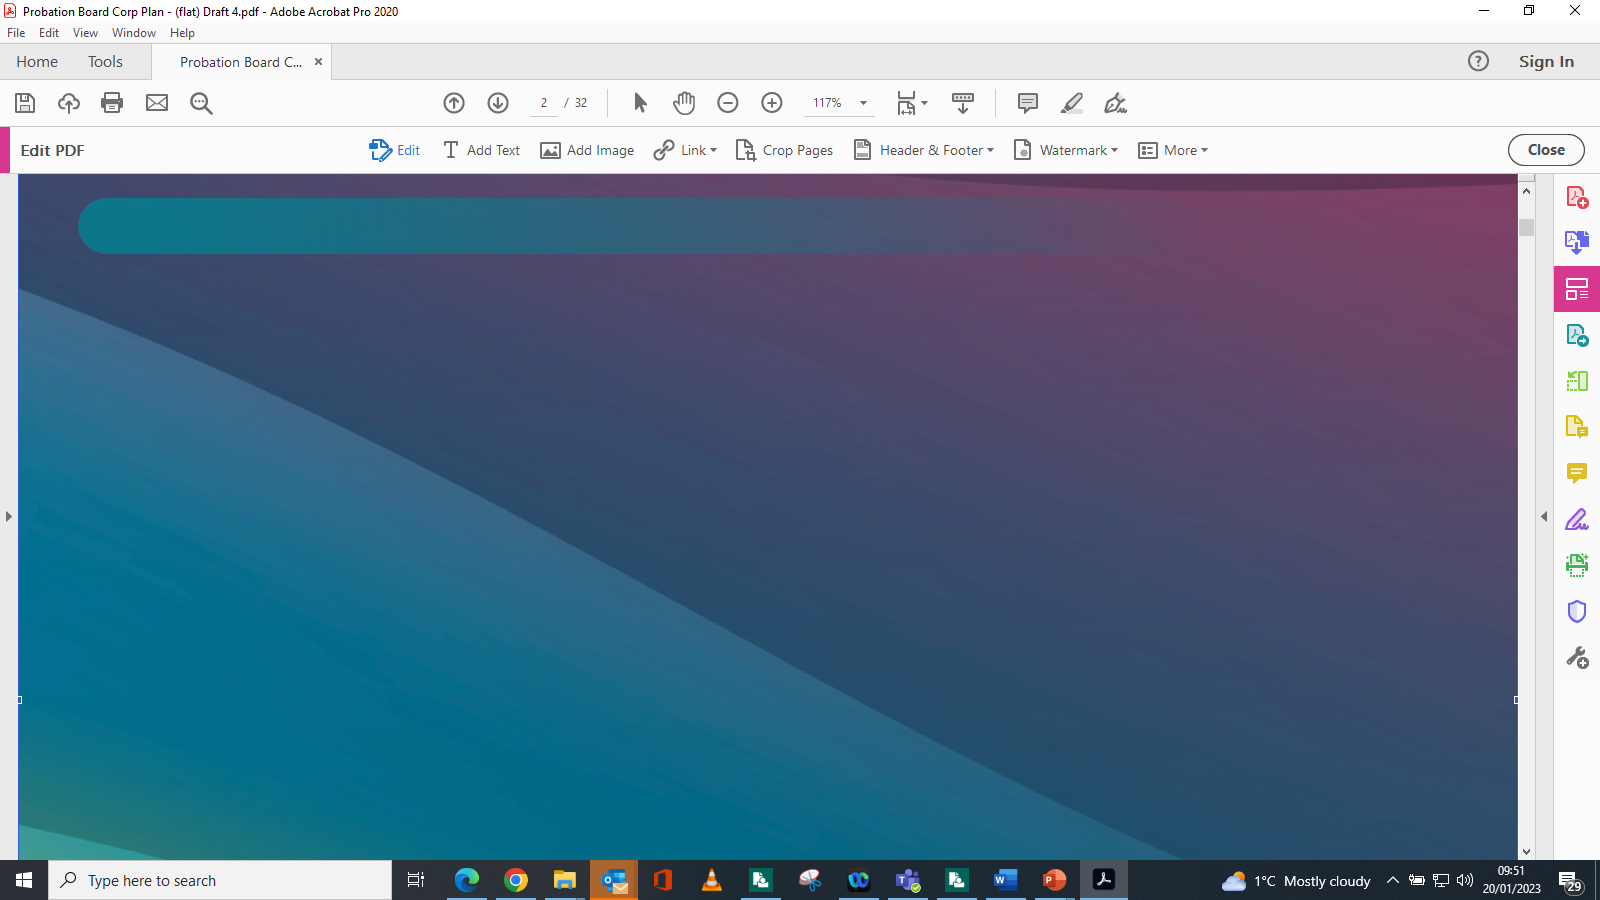 Probation Board Corp Plan - (flat) Draft 4.pdf - Adobe Acrobat Pro 2020
File Edit View Window Help
Home Tools Probation Board C... × ? Sign In
2 / 32 117%
Edit PDF Edit Add Text Add Image Link Crop Pages Header & Footer Watermark More Close
Type here to search 1°C Mostly cloudy 09:51
20/01/2023 29